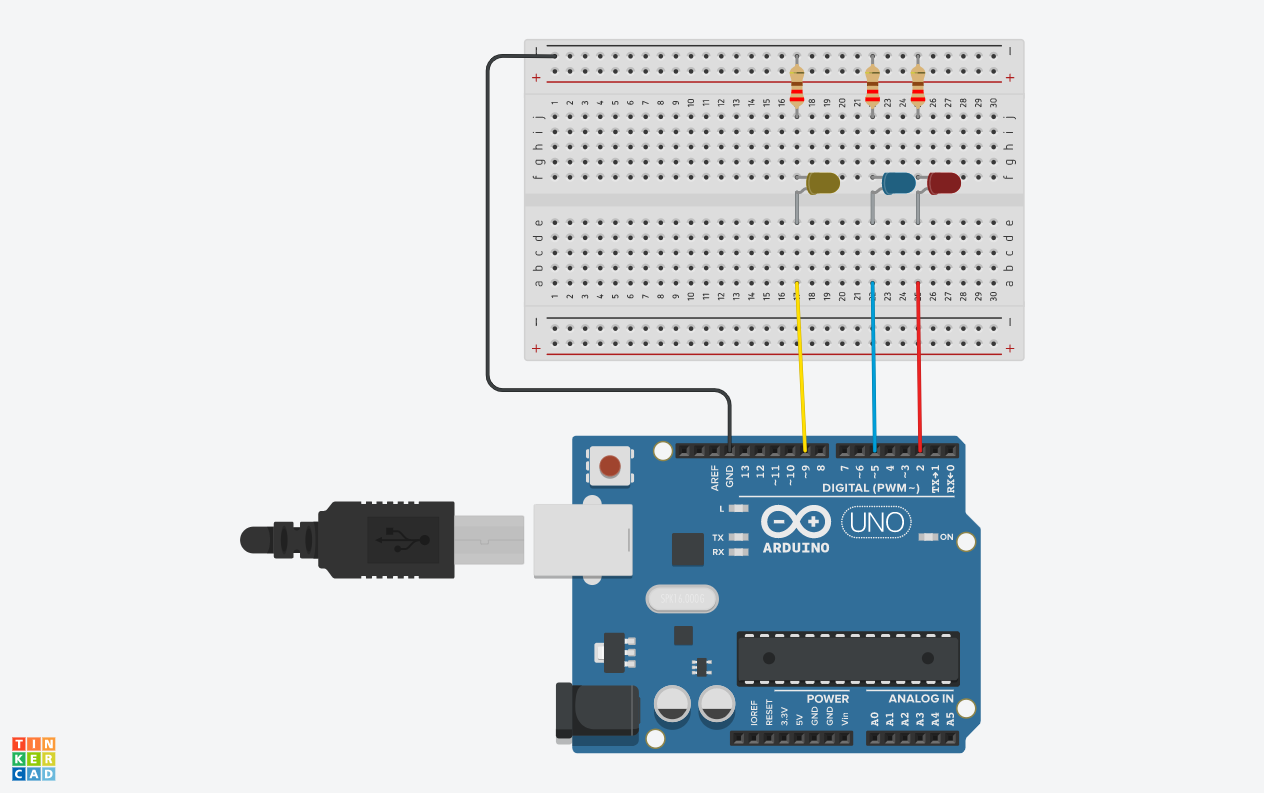 − −
+ +
1 2 3 4 5 6 7 8 9 10 11 12 13 14 15 16 18 19 20 21 23 24 26 27 28 29 30
j j
i i
h h
g g
f f
e e
d d
c c
b b
a a
1 2 3 4 5 6 7 8 9 10 11 12 13 14 15 16 17 18 19 20 21 22 23 24 25 26 27 28 29 30
− −
+ +
AREF GND 13 12 ~11 ~10 ~9 8 7 ~6 ~5 4 ~3 2 TX→1 RX←0
DIGITAL (PWM~)
L
TX
RX
ARDUINO
UNO
ON
POWER
ANALOG IN
IOREF RESET 3.3V 5V GND GND Vin A0 A1 A2 A3 A4 A5
TIN
KER
CAD